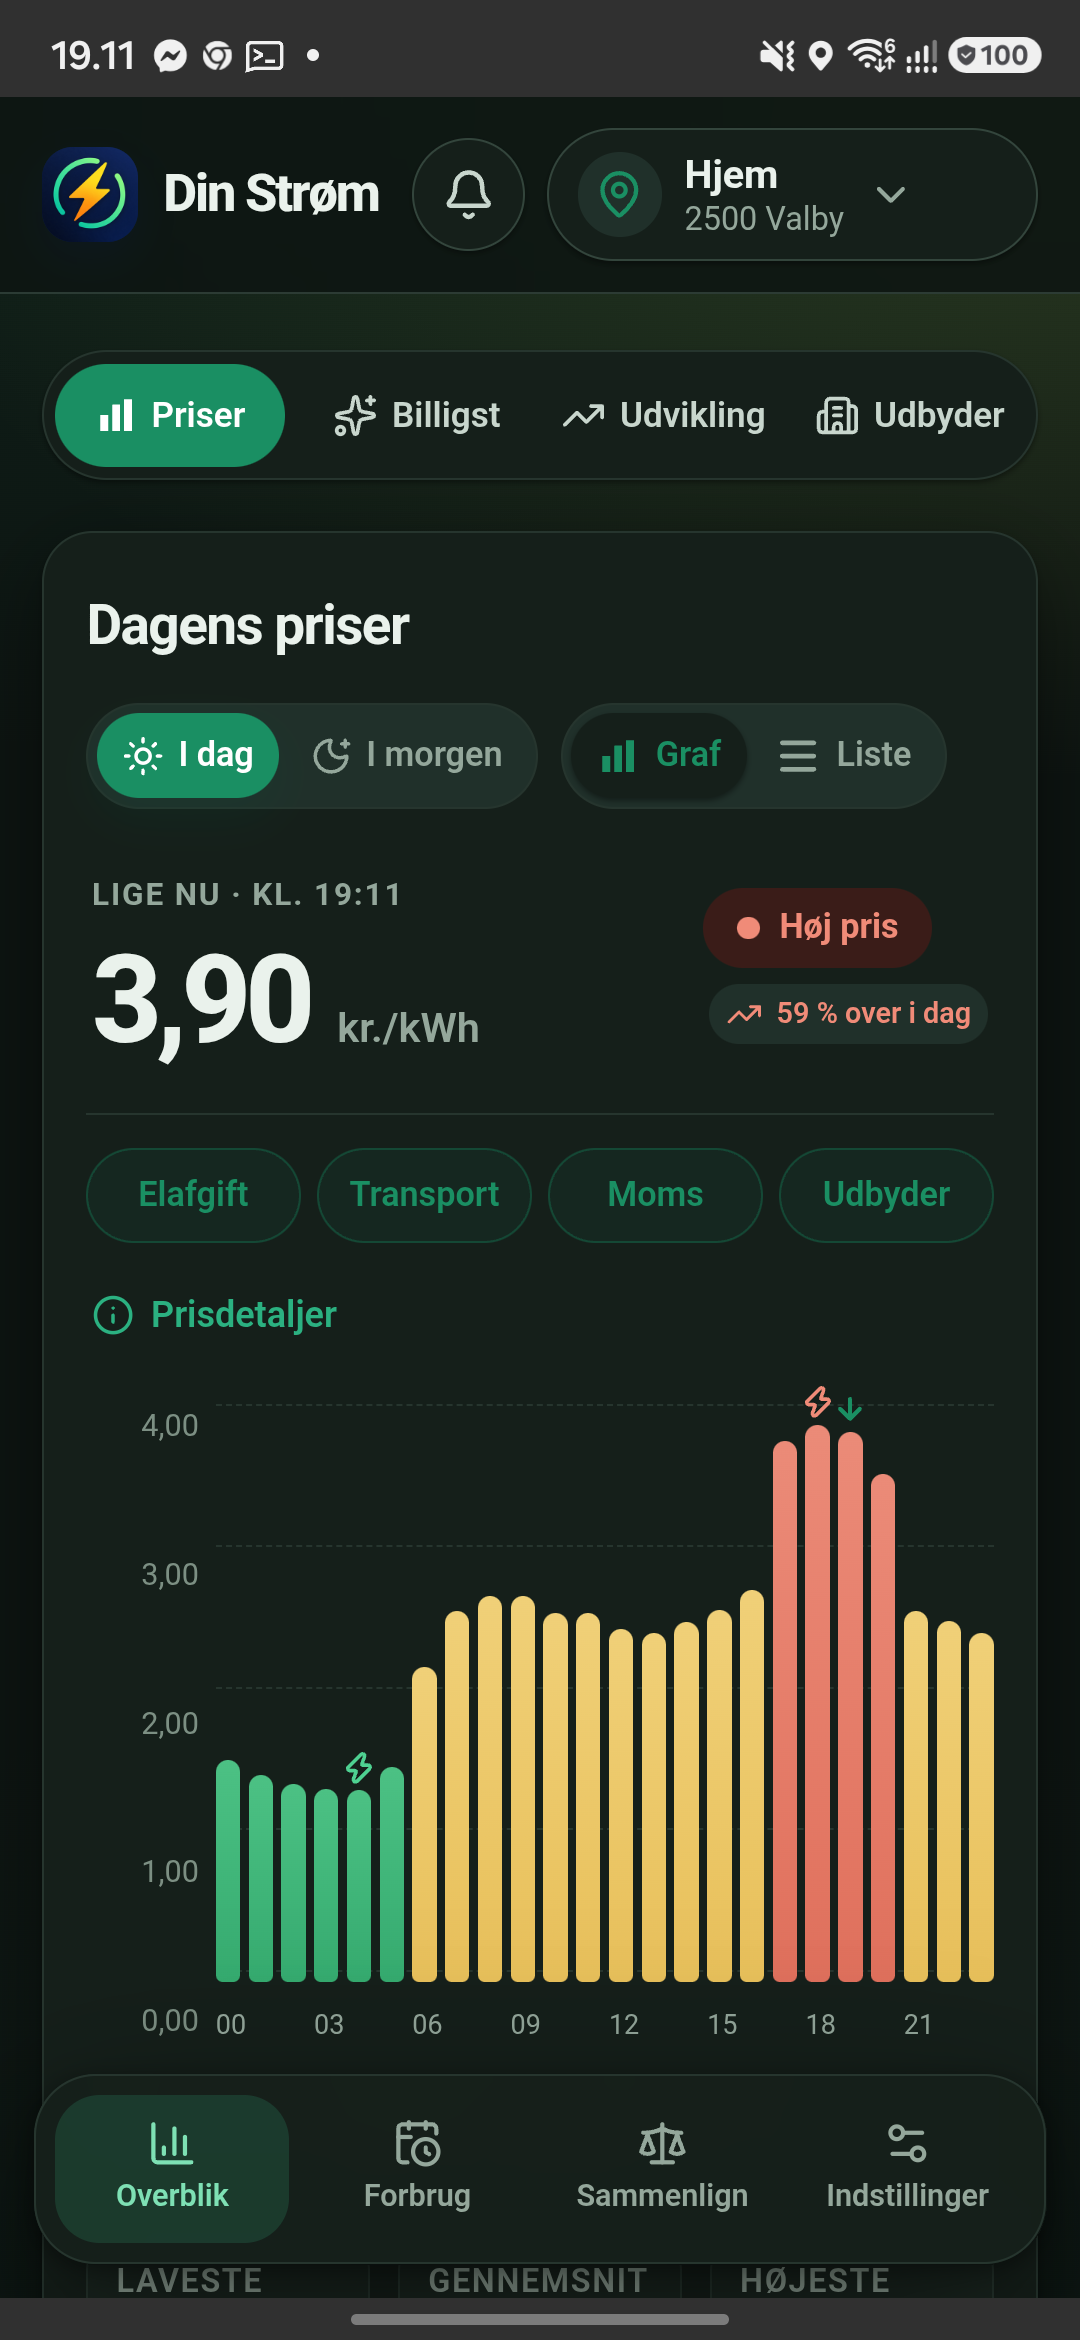 19.11
6
100
Din Strøm
Hjem
2500 Valby
Priser
Billigst
Udvikling
Udbyder
Dagens priser
I dag
I morgen
Graf
Liste
LIGE NU · KL. 19:11
Høj pris
3,90 kr./kWh
59 % over i dag
Elafgift
Transport
Moms
Udbyder
Prisdetaljer
4,00
3,00
2,00
1,00
0,00
00 03 06 09 12 15 18 21
Overblik
Forbrug
Sammenlign
Indstillinger
LAVESTE
GENNEMSNIT
HØJESTE